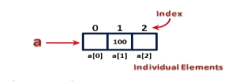 Index
0 1 2
a
100
a[0] a[1] a[2]
Individual Elements